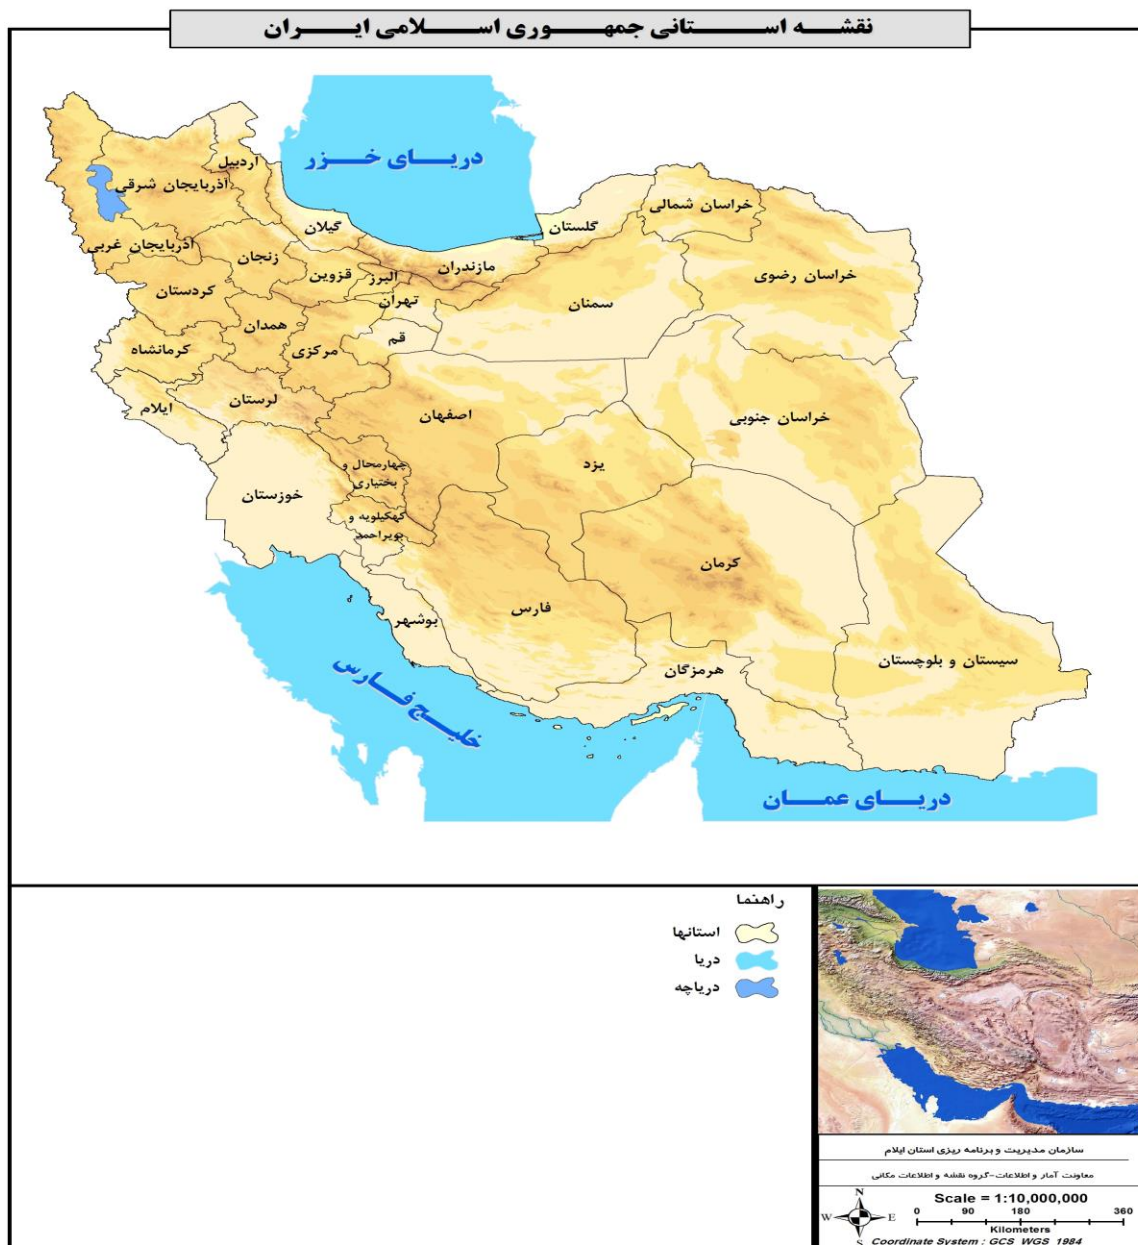 نقشه استانی جمهوری اسلامی ایران
دریای خزر
اردبیل
آذربایجان شرقی
خراسان شمالی
گیلان
گلستان
آذربایجان غربی
زنجان
قزوین
البرز
مازندران
خراسان رضوی
کردستان
تهران
سمنان
همدان
قم
کرمانشاه
مرکزی
لرستان
ایلام
اصفهان
خراسان جنوبی
چهارمحال و
بختیاری
یزد
خوزستان
کهکیلویه و
بویراحمد
کرمان
فارس
بوشهر
سیستان و بلوچستان
هرمزگان
خلیج فارس
دریای عمان
راهنما
استانها
دریا
دریاچه
سازمان مدیریت و برنامه ریزی استان ایلام
معاونت آمار و اطلاعات-گروه نقشه و اطلاعات مکانی
N
W E
S
Scale = 1:10,000,000
0 90 180 360
Kilometers
Coordinate System : GCS WGS 1984